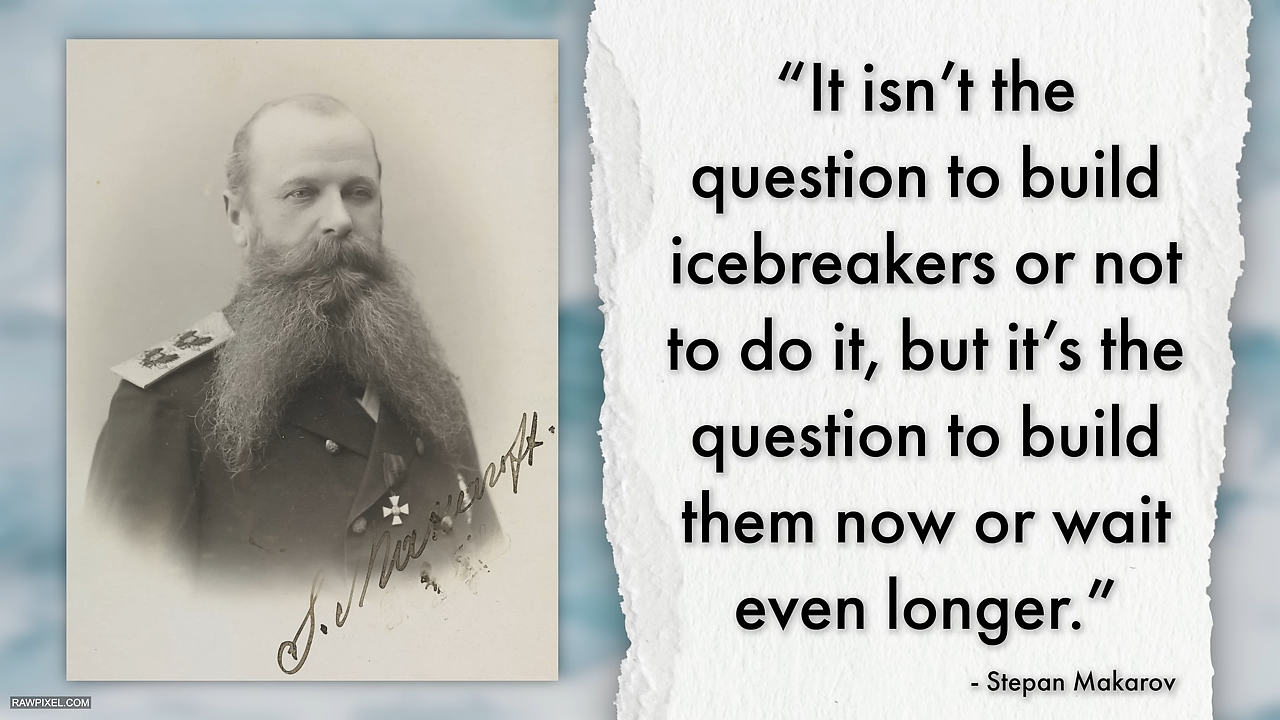 “It isn’t the
question to build
icebreakers or not
to do it, but it’s the
question to build
them now or wait
even longer.”
- Stepan Makarov
S. Makaroff.
RAWPIXEL.COM